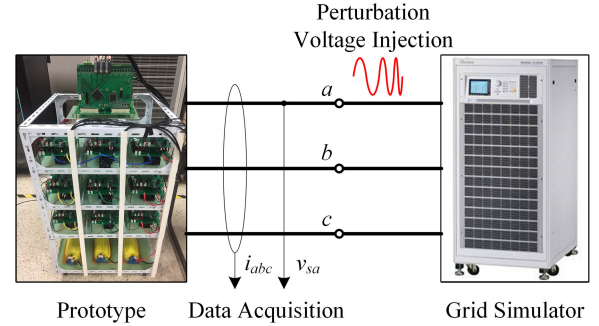 Perturbation
Voltage Injection
a
b
c
i_abc
v_sa
Prototype
Data Acquisition
Grid Simulator